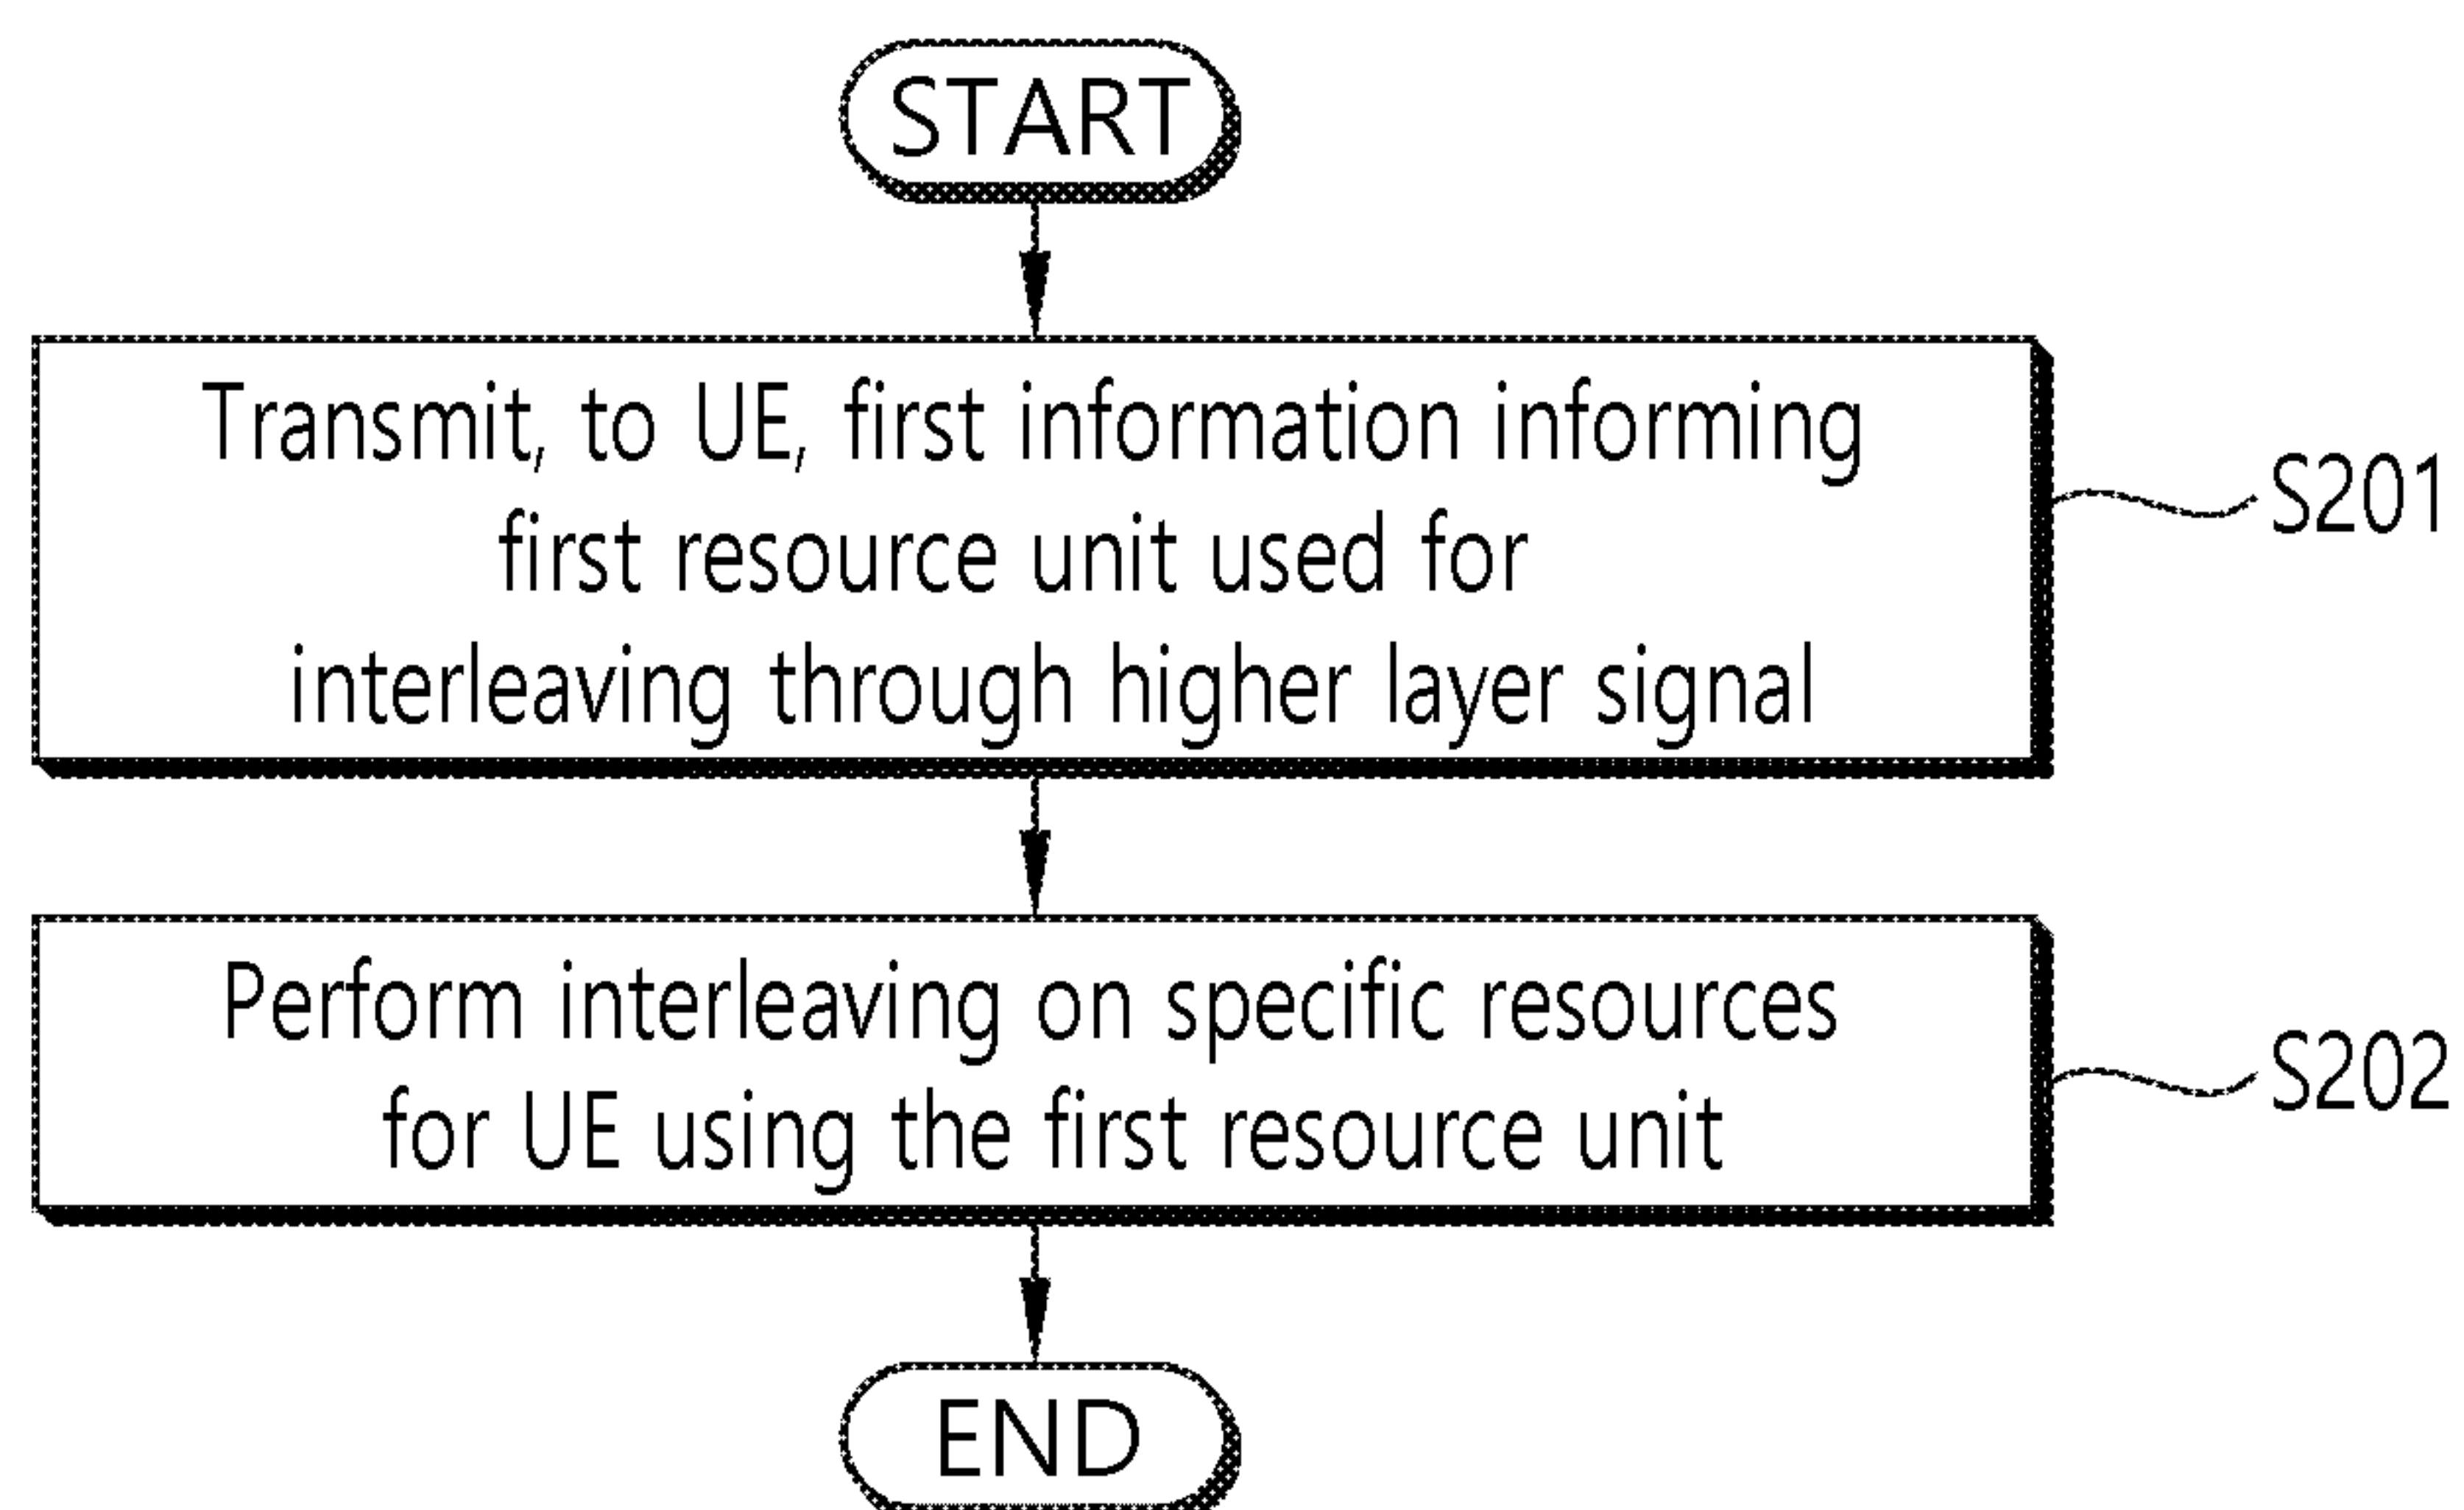 START
Transmit, to UE, first information informing
first resource unit used for
interleaving through higher layer signal
S201
Perform interleaving on specific resources
for UE using the first resource unit
S202
END